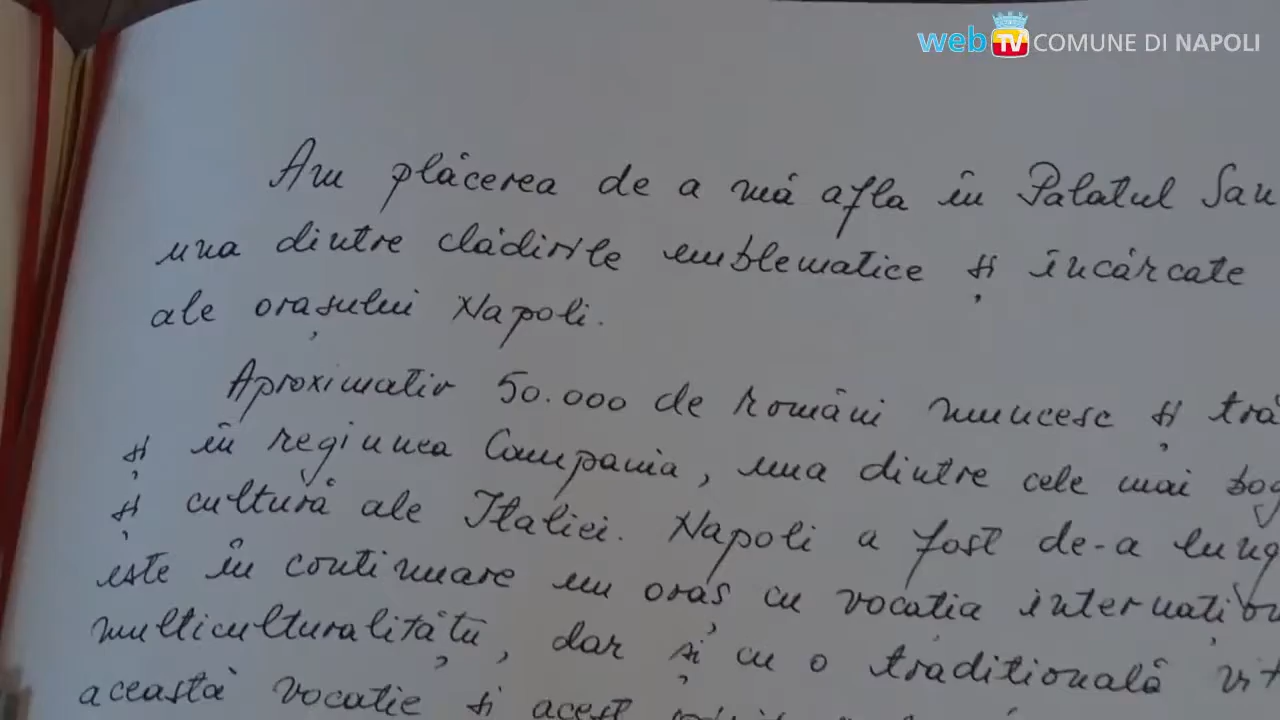 web TV COMUNE DI NAPOLI
Am plăcerea de a mă afla în Palatul San
una dintre clădirile emblematice și încărcate
ale orașului Napoli.
Aproximativ 50.000 de români muncesc și tră
și în regiunea Campania, una dintre cele mai bog
și cultură ale Italiei. Napoli a fost de-a lung
este în continuare un oraș cu vocația internațion
multiculturalității, dar și cu o tradițională vit
această vocație și acest